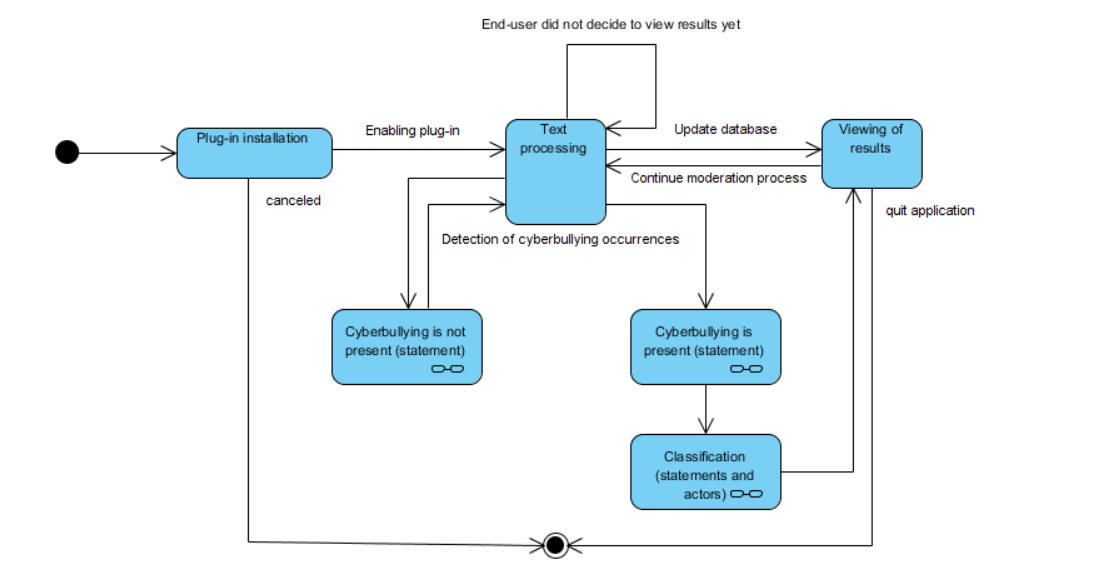 End-user did not decide to view results yet
Plug-in installation
Enabling plug-in
Text
processing
Update database
Viewing of
results
Continue moderation process
canceled
quit application
Detection of cyberbullying occurrences
Cyberbullying is not
present (statement)
Cyberbullying is
present (statement)
Classification
(statements and
actors)